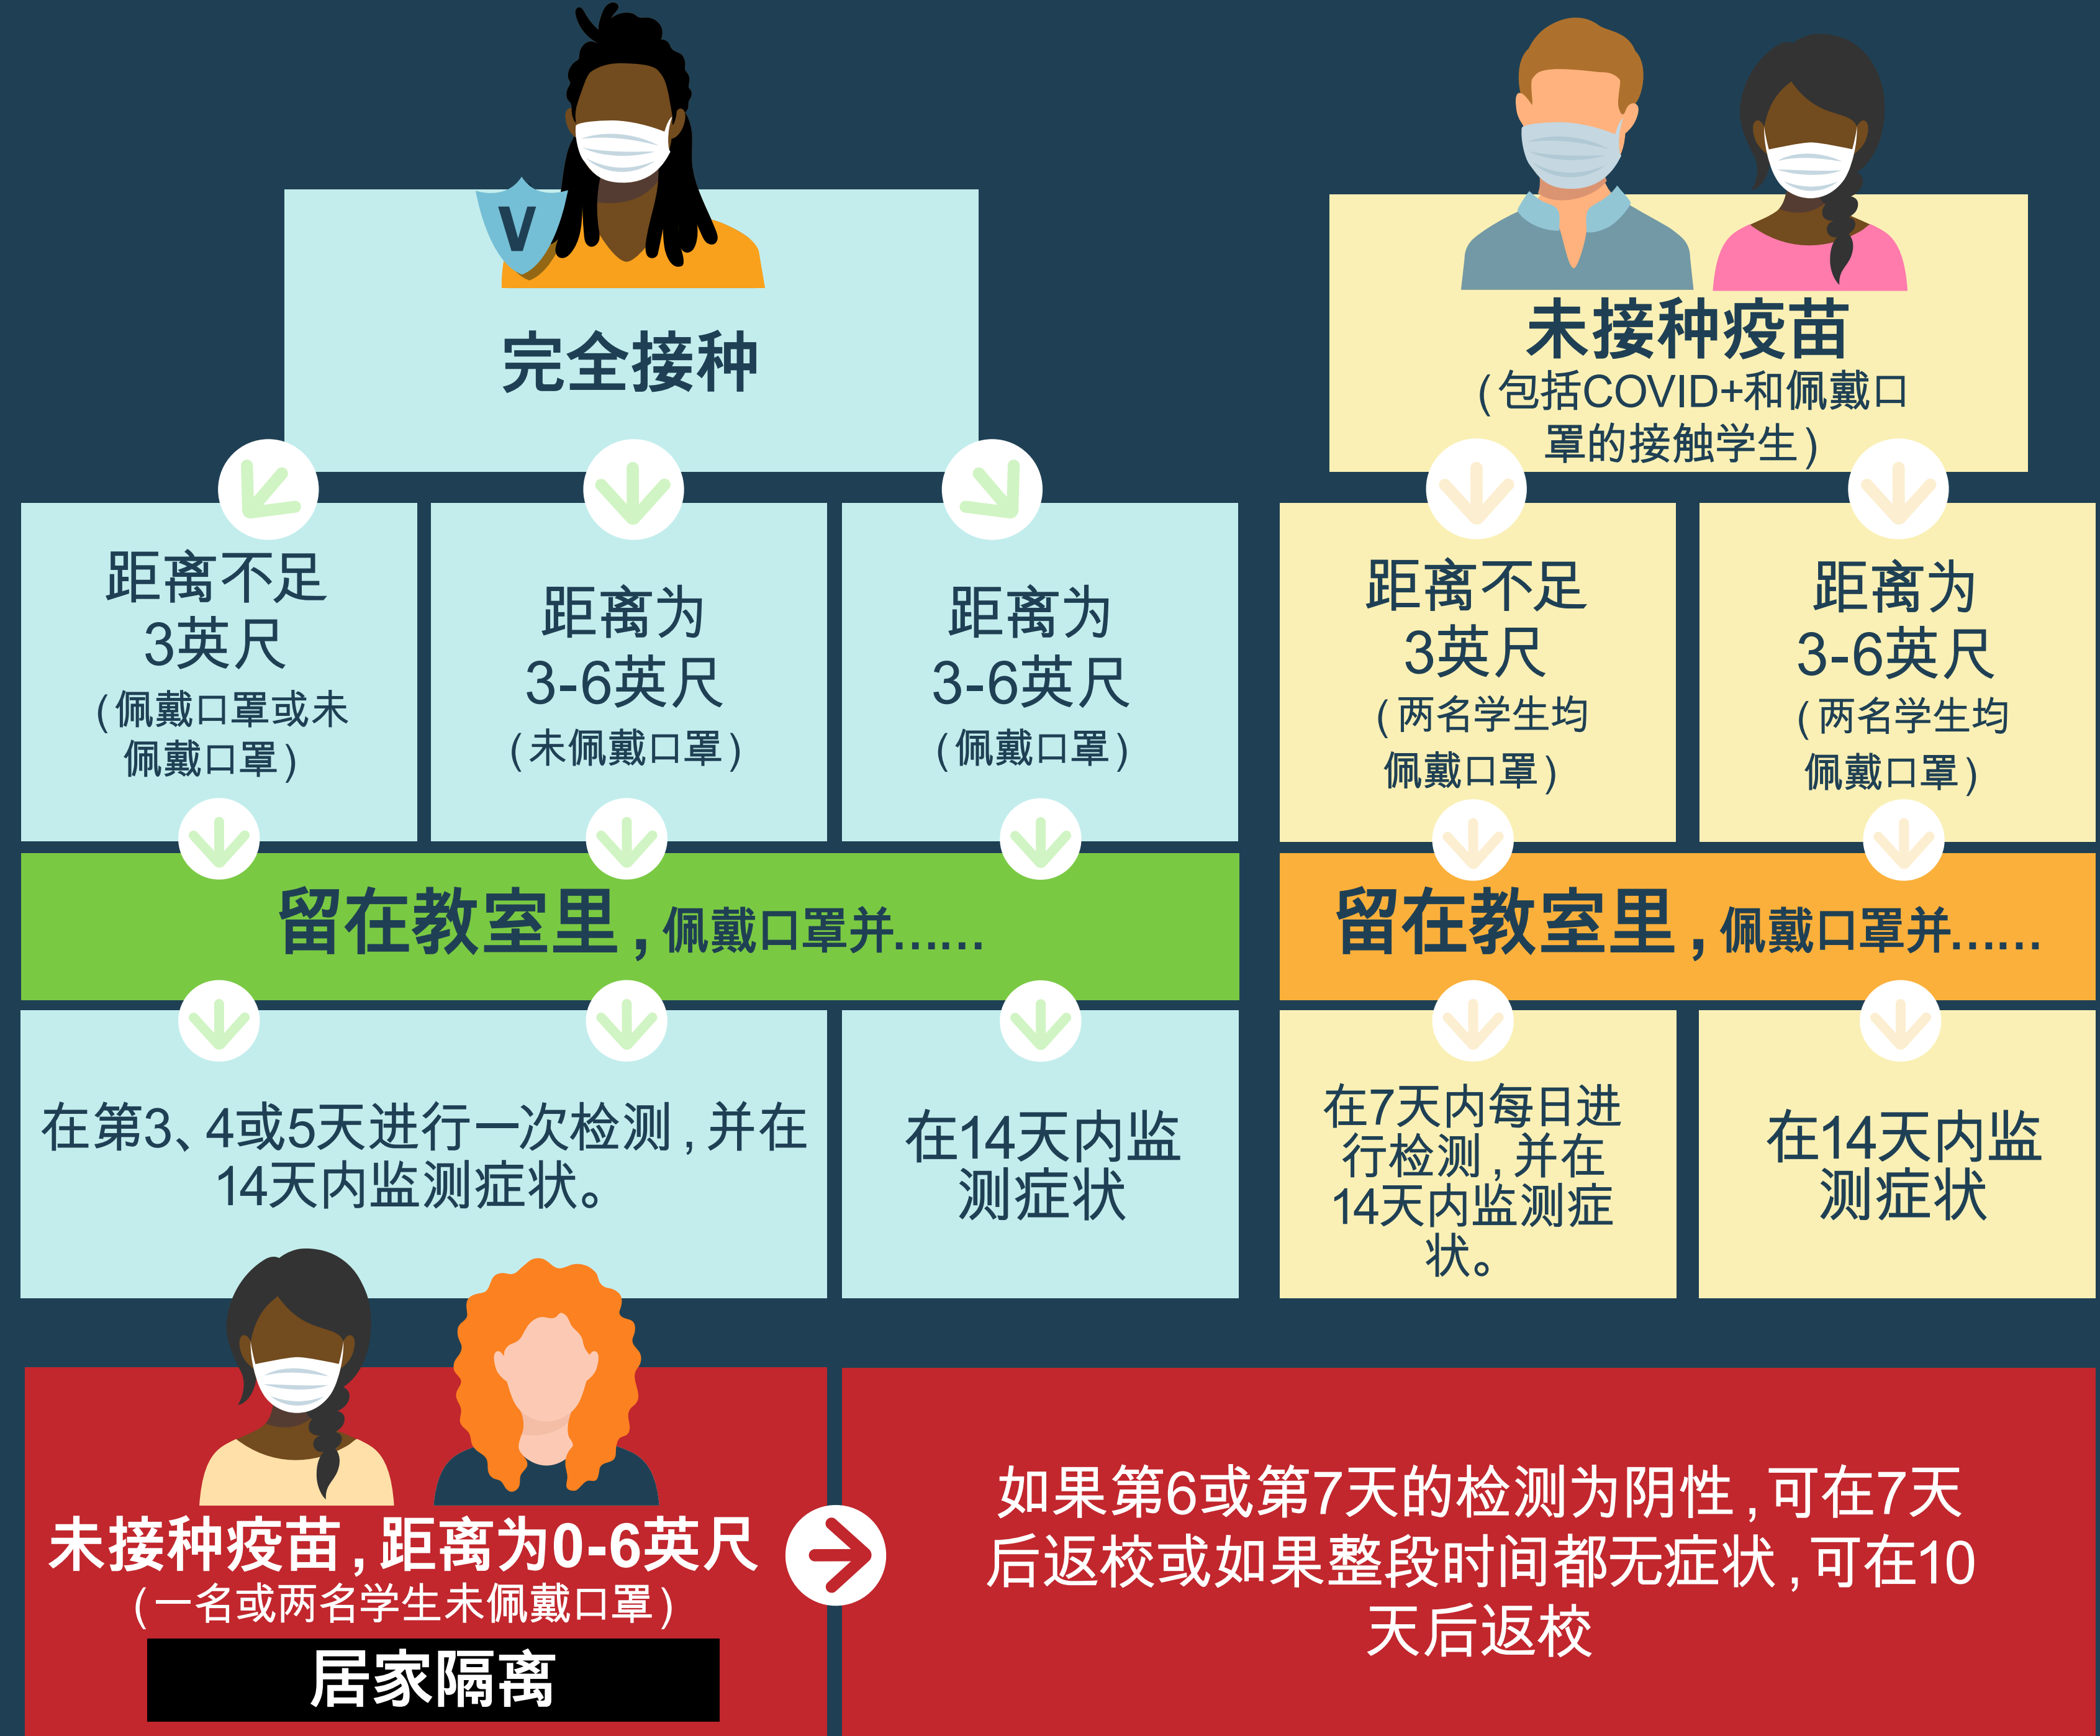 V
完全接种
未接种疫苗
（包括COVID+和佩戴口
罩的接触学生）
距离不足
3英尺
（佩戴口罩或未
佩戴口罩）
距离为
3-6英尺
（未佩戴口罩）
距离为
3-6英尺
（佩戴口罩）
距离不足
3英尺
（两名学生均
佩戴口罩）
距离为
3-6英尺
（两名学生均
佩戴口罩）
留在教室里，佩戴口罩并……
留在教室里，佩戴口罩并……
在第3、4或5天进行一次检测，并在
14天内监测症状。
在14天内监
测症状
在7天内每日进
行检测，并在
14天内监测症
状。
在14天内监
测症状
未接种疫苗，距离为0-6英尺
（一名或两名学生未佩戴口罩）
居家隔离
如果第6或第7天的检测为阴性，可在7天
后返校或如果整段时间都无症状，可在10
天后返校